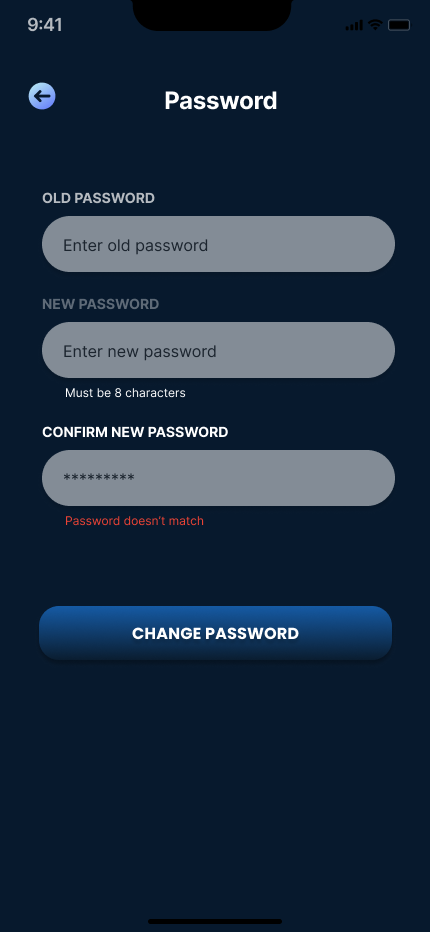 9:41
Password
OLD PASSWORD
Enter old password
NEW PASSWORD
Enter new password
Must be 8 characters
CONFIRM NEW PASSWORD
*********
Password doesn't match
CHANGE PASSWORD